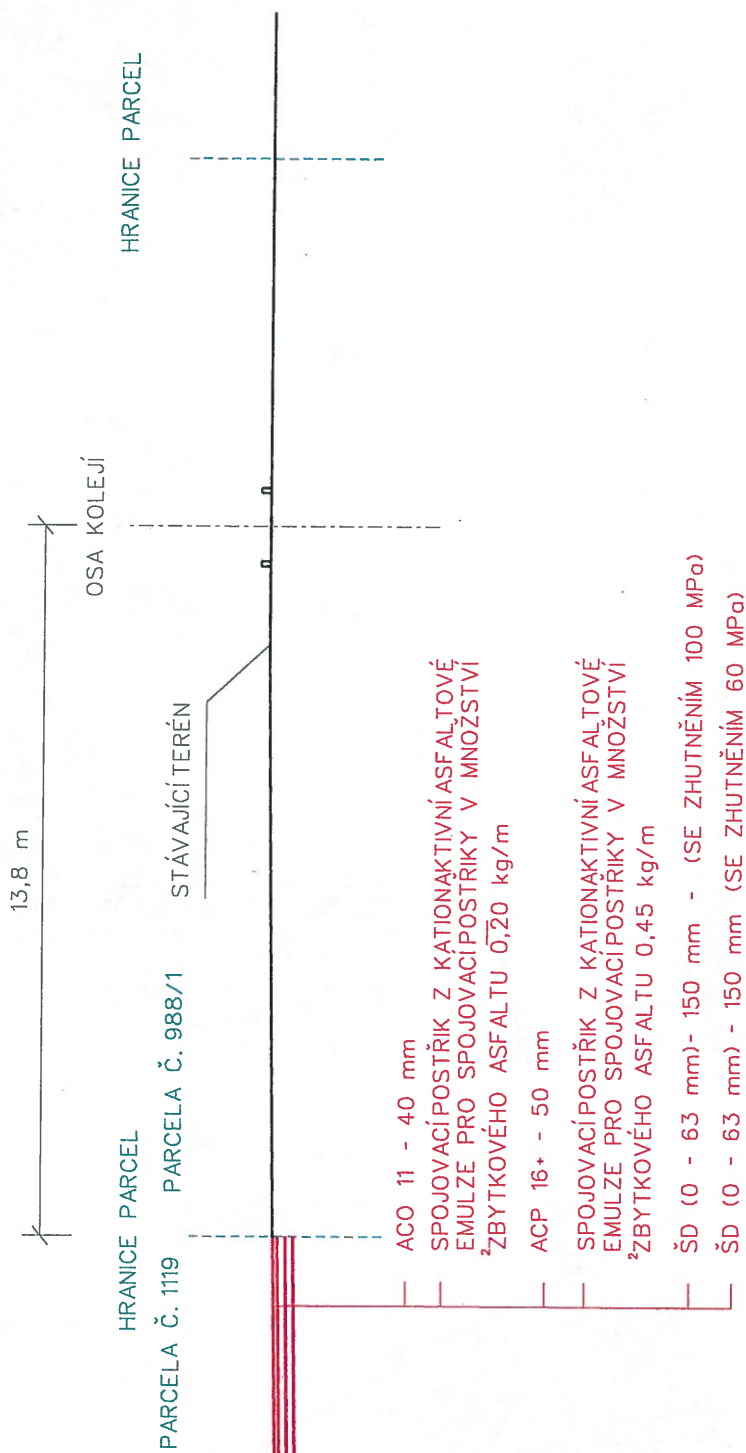 13,8 m
OSA KOLEJÍ
HRANICE PARCEL
HRANICE PARCEL
PARCELA Č. 1119
PARCELA Č. 988/1
STÁVAJÍCÍ TERÉN
ACO 11 - 40 mm
SPOJOVACÍ POSTŘIK Z KATIONAKTIVNÍ ASFALTOVÉ
EMULZE PRO SPOJOVACÍ POSTŘIKY V MNOŽSTVÍ
²ZBYTKOVÉHO ASFALTU 0,20 kg/m
ACP 16+ - 50 mm
SPOJOVACÍ POSTŘIK Z KATIONAKTIVNÍ ASFALTOVÉ
EMULZE PRO SPOJOVACÍ POSTŘIKY V MNOŽSTVÍ
²ZBYTKOVÉHO ASFALTU 0,45 kg/m
ŠD (0 - 63 mm)- 150 mm - (SE ZHUTNĚNÍM 100 MPa)
ŠD (0 - 63 mm) - 150 mm (SE ZHUTNĚNÍM 60 MPa)